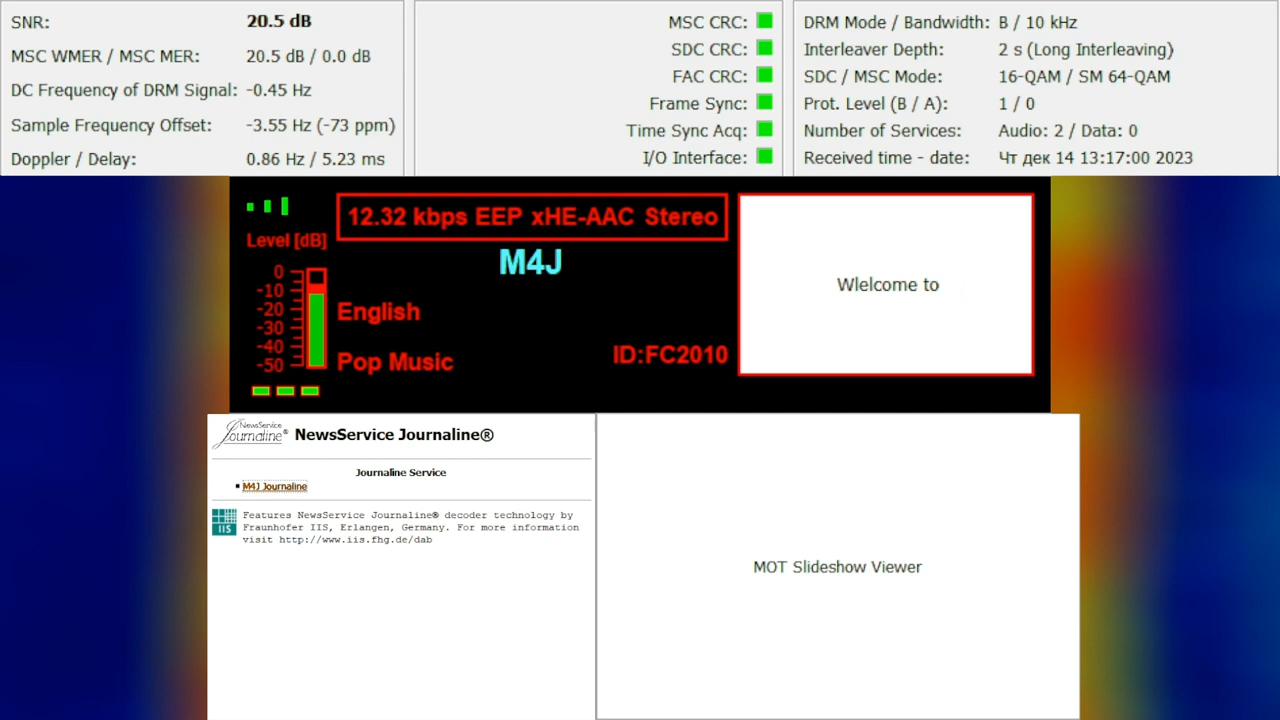 SNR: 20.5 dB
MSC WMER / MSC MER: 20.5 dB / 0.0 dB
DC Frequency of DRM Signal: -0.45 Hz
Sample Frequency Offset: -3.55 Hz (-73 ppm)
Doppler / Delay: 0.86 Hz / 5.23 ms
MSC CRC:
SDC CRC:
FAC CRC:
Frame Sync:
Time Sync Acq:
I/O Interface:
DRM Mode / Bandwidth: B / 10 kHz
Interleaver Depth: 2 s (Long Interleaving)
SDC / MSC Mode: 16-QAM / SM 64-QAM
Prot. Level (B / A): 1 / 0
Number of Services: Audio: 2 / Data: 0
Received time - date: Чт дек 14 13:17:00 2023
Level [dB]
0
-10
-20
-30
-40
-50
12.32 kbps EEP xHE-AAC Stereo
M4J
English
Pop Music
ID:FC2010
Wlelcome to
NewsService
Journaline®
NewsService Journaline®
Journaline Service
M4J Journaline
IIS
Features NewsService Journaline® decoder technology by
Fraunhofer IIS, Erlangen, Germany. For more information
visit http://www.iis.fhg.de/dab
MOT Slideshow Viewer